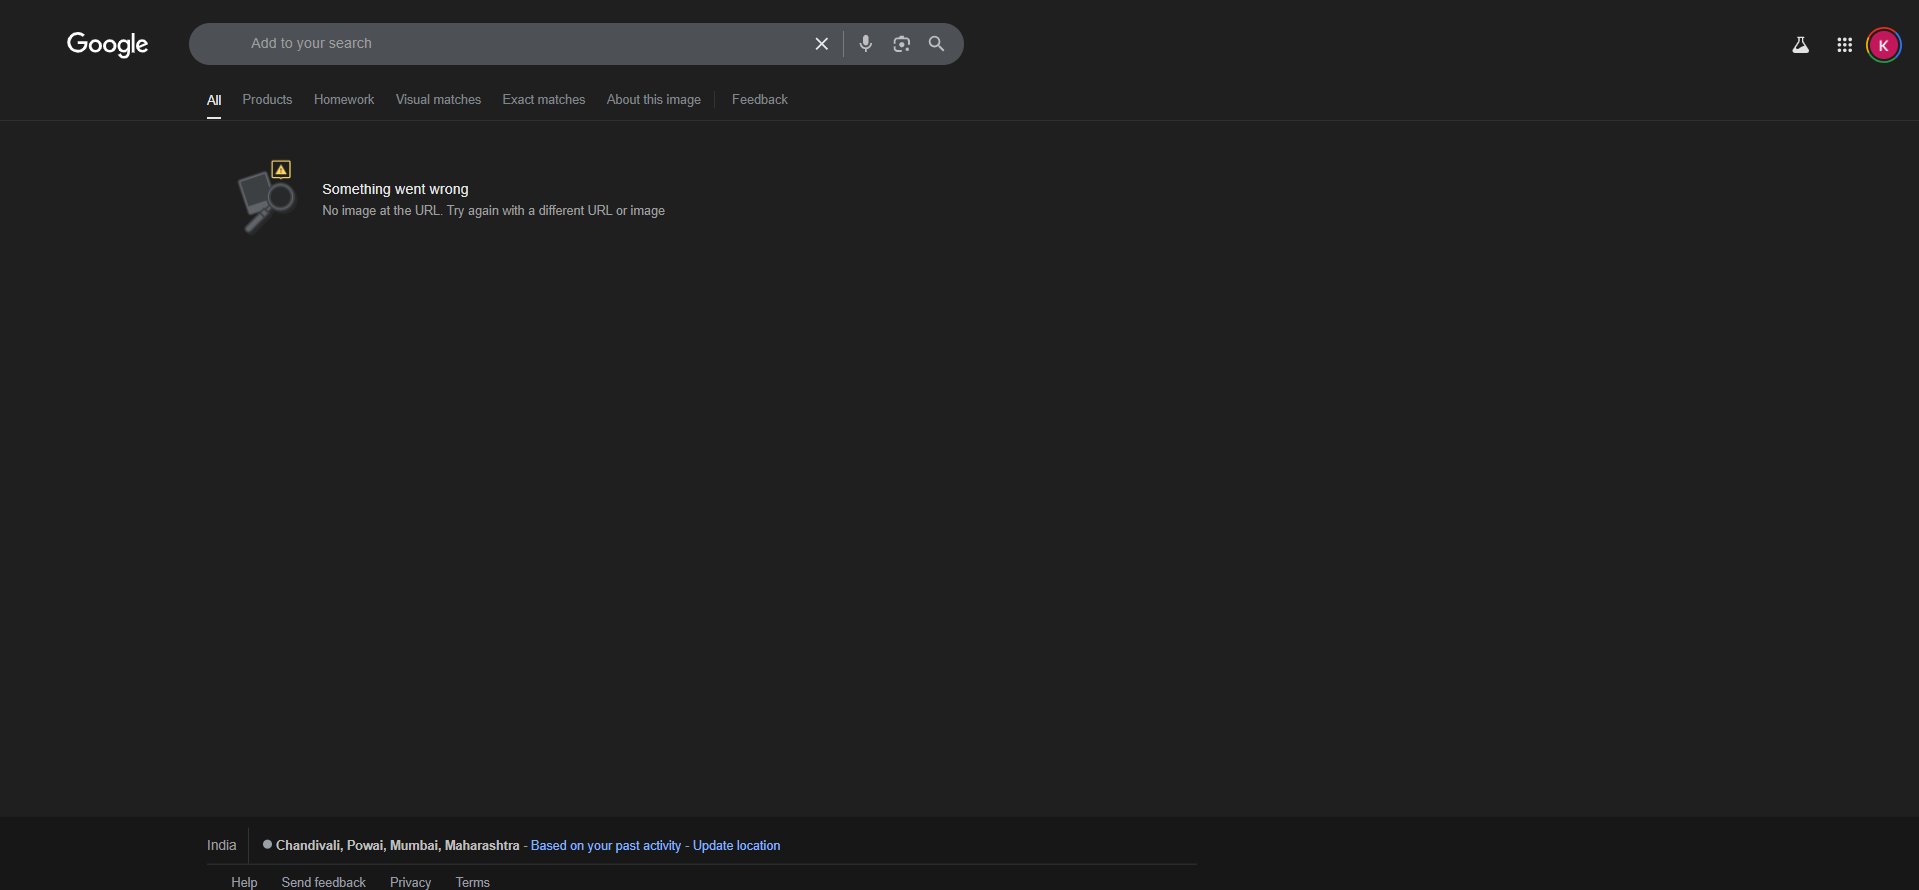 Google
Add to your search
K
All Products Homework Visual matches Exact matches About this image Feedback
Something went wrong
No image at the URL. Try again with a different URL or image
India Chandivali, Powai, Mumbai, Maharashtra - Based on your past activity - Update location
Help Send feedback Privacy Terms